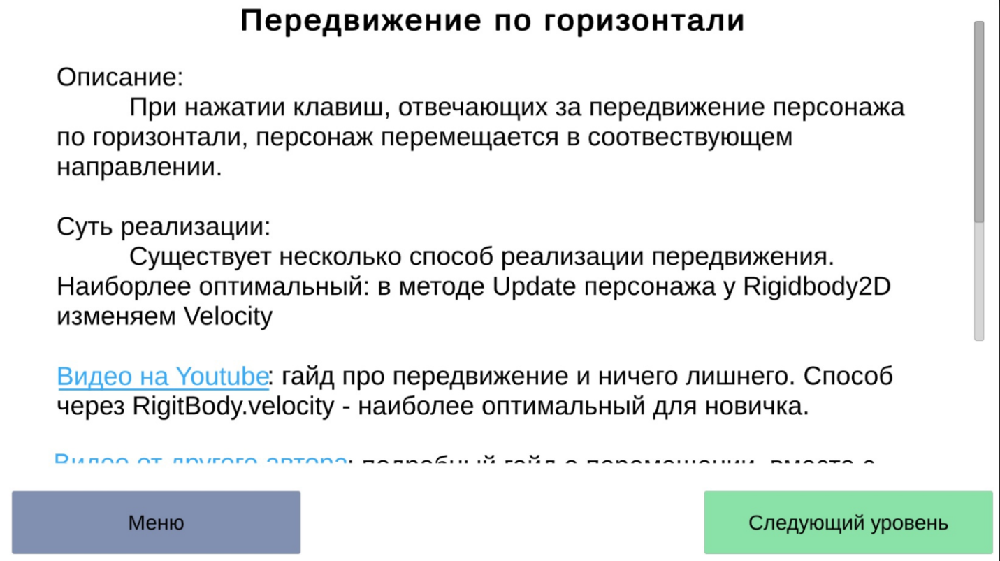 Передвижение по горизонтали
Описание:
При нажатии клавиш, отвечающих за передвижение персонажа
по горизонтали, персонаж перемещается в соотвествующем
направлении.
Суть реализации:
Существует несколько способ реализации передвижения.
Наиборлее оптимальный: в методе Update персонажа у Rigidbody2D
изменяем Velocity
Видео на Youtube: гайд про передвижение и ничего лишнего. Способ
через RigitBody.velocity - наиболее оптимальный для новичка.
Видео от другого автора: подробный гайд о перемещении, вместе с
Меню
Следующий уровень